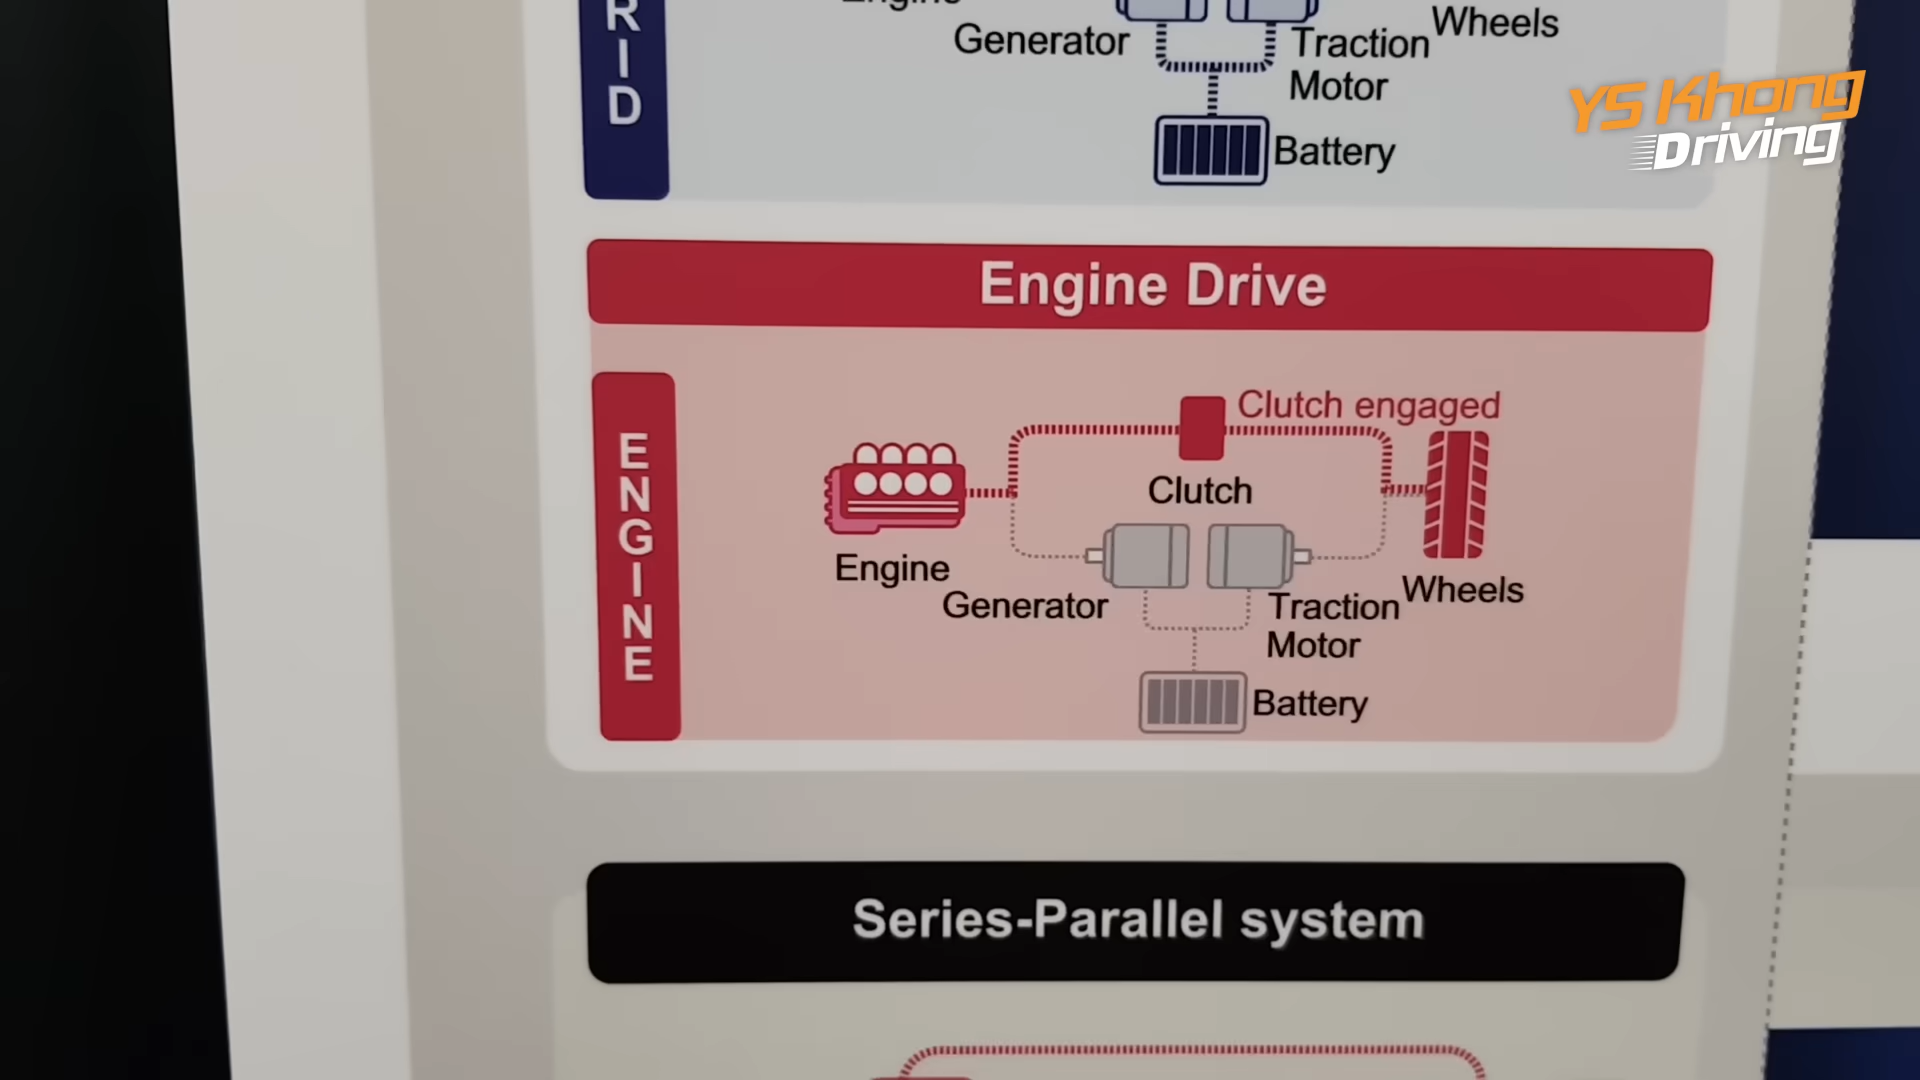 R
I
D
Engine
Generator
Traction
Motor
Wheels
Battery
YS Khong
Driving
Engine Drive
E
N
G
I
N
E
Clutch engaged
Clutch
Engine
Generator
Traction
Motor
Wheels
Battery
Series-Parallel system